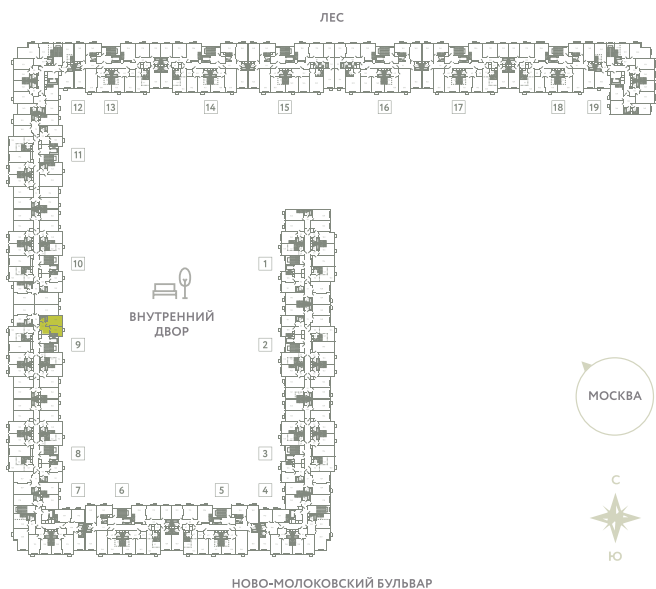 ЛЕС
12 13 14 15 16 17 18 19
11
10 1
ВНУТРЕННИЙ
ДВОР
9 2
МОСКВА
8 3
7 6 5 4
С
Ю
НОВО-МОЛОКОВСКИЙ БУЛЬВАР